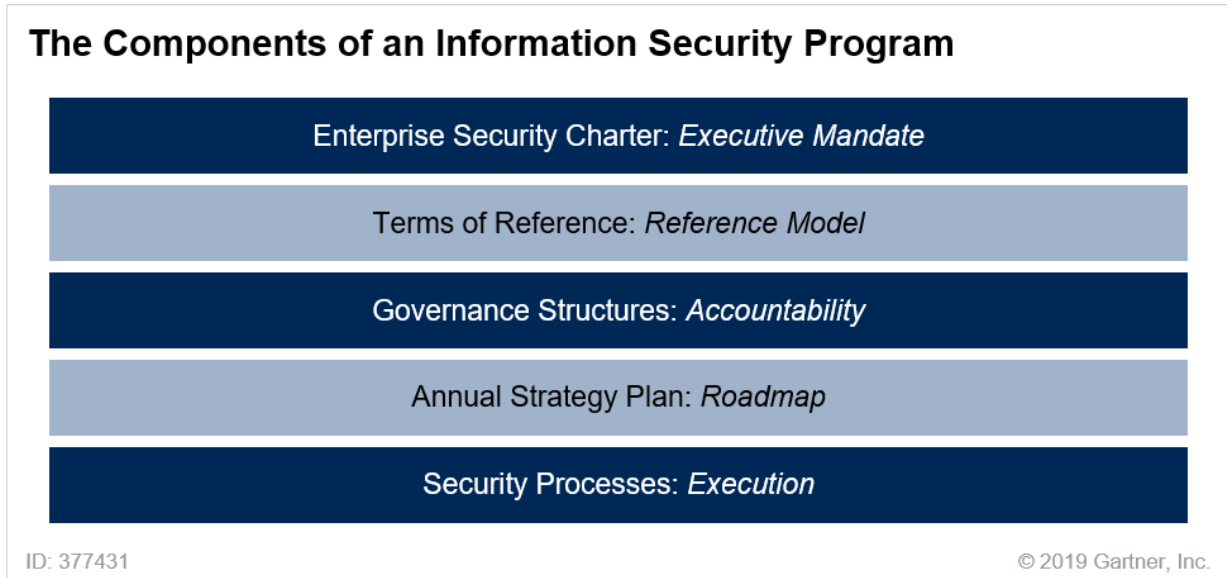 The Components of an Information Security Program
Enterprise Security Charter: Executive Mandate
Terms of Reference: Reference Model
Governance Structures: Accountability
Annual Strategy Plan: Roadmap
Security Processes: Execution
ID: 377431
© 2019 Gartner, Inc.